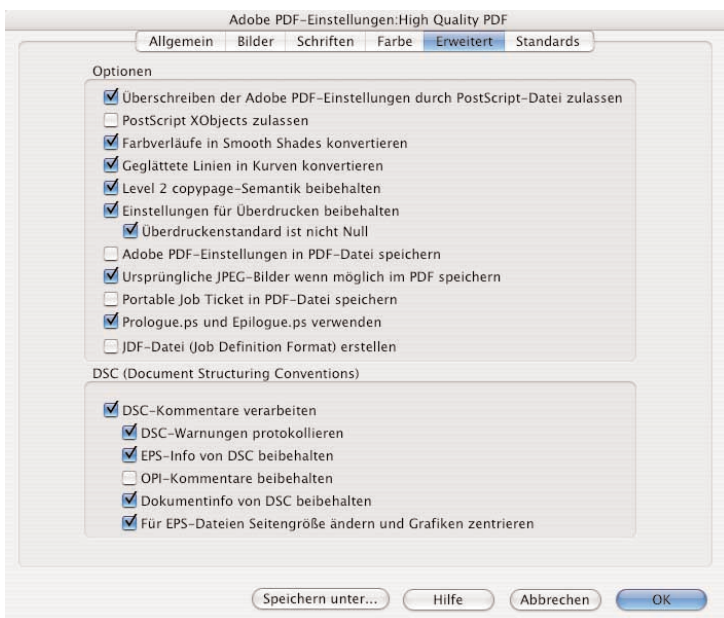 Adobe PDF-Einstellungen:High Quality PDF
Allgemein Bilder Schriften Farbe Erweitert Standards
Optionen
Überschreiben der Adobe PDF-Einstellungen durch PostScript-Datei zulassen
PostScript XObjects zulassen
Farbverläufe in Smooth Shades konvertieren
Geglättete Linien in Kurven konvertieren
Level 2 copypage-Semantik beibehalten
Einstellungen für Überdrucken beibehalten
Überdruckenstandard ist nicht Null
Adobe PDF-Einstellungen in PDF-Datei speichern
Ursprüngliche JPEG-Bilder wenn möglich im PDF speichern
Portable Job Ticket in PDF-Datei speichern
Prologue.ps und Epilogue.ps verwenden
JDF-Datei (Job Definition Format) erstellen
DSC (Document Structuring Conventions)
DSC-Kommentare verarbeiten
DSC-Warnungen protokollieren
EPS-Info von DSC beibehalten
OPI-Kommentare beibehalten
Dokumentinfo von DSC beibehalten
Für EPS-Dateien Seitengröße ändern und Grafiken zentrieren
Speichern unter... Hilfe Abbrechen OK